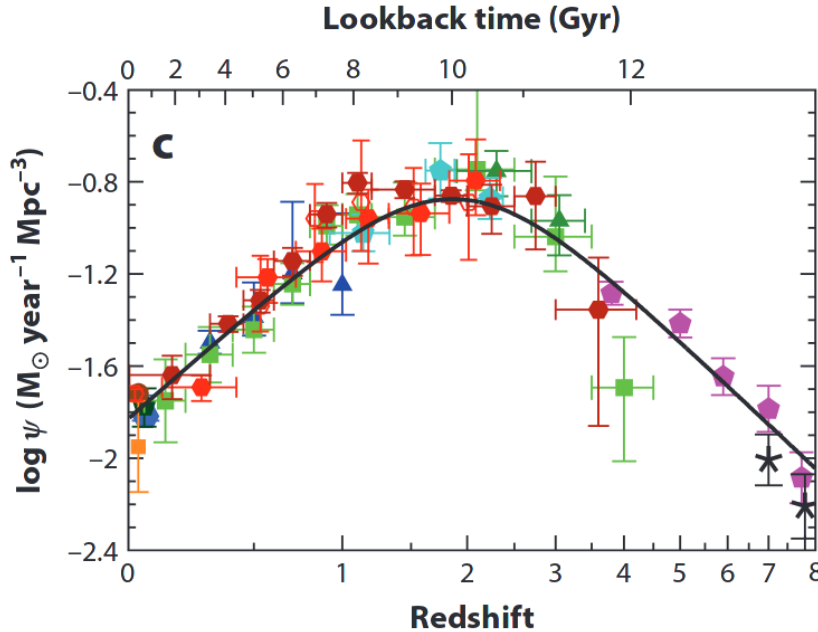 Lookback time (Gyr)
0 2 4 6 8 10 12
−0.4
c
−0.8
−1.2
−1.6
−2
−2.4
log ψ (M⊙ year−1 Mpc−3)
0 1 2 3 4 5 6 7 8
Redshift